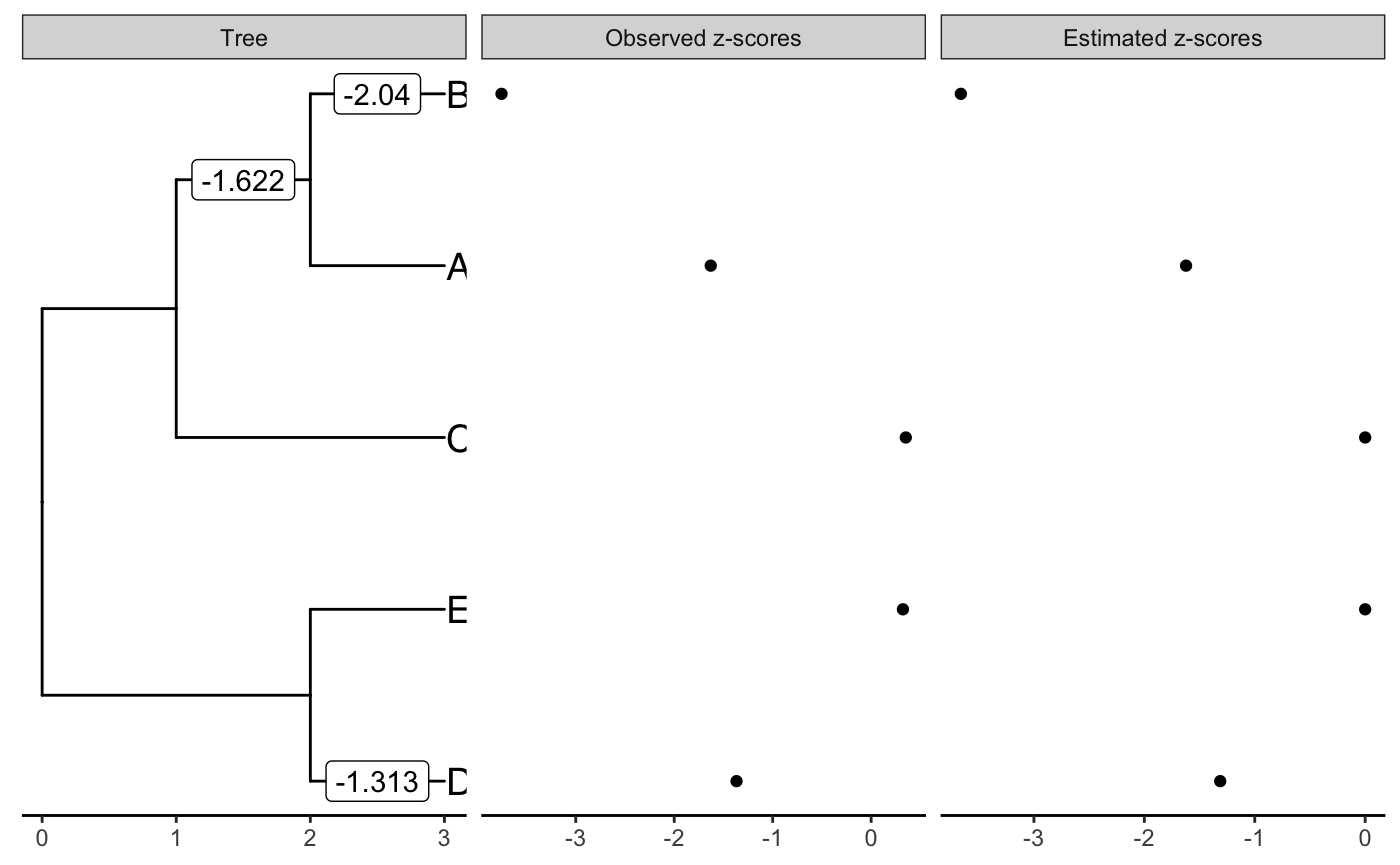 Tree Observed z-scores Estimated z-scores
-2.04 B
-1.622
A
C
E
-1.313 D
0 1 2 3 -3 -2 -1 0 -3 -2 -1 0